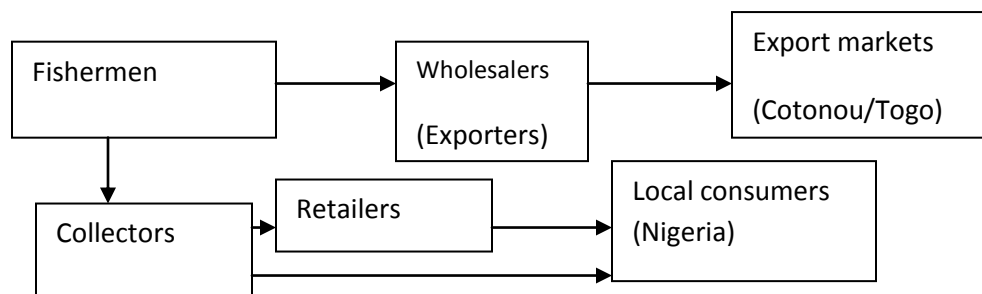 Fishermen
Wholesalers
(Exporters)
Export markets
(Cotonou/Togo)
Collectors
Retailers
Local consumers
(Nigeria)